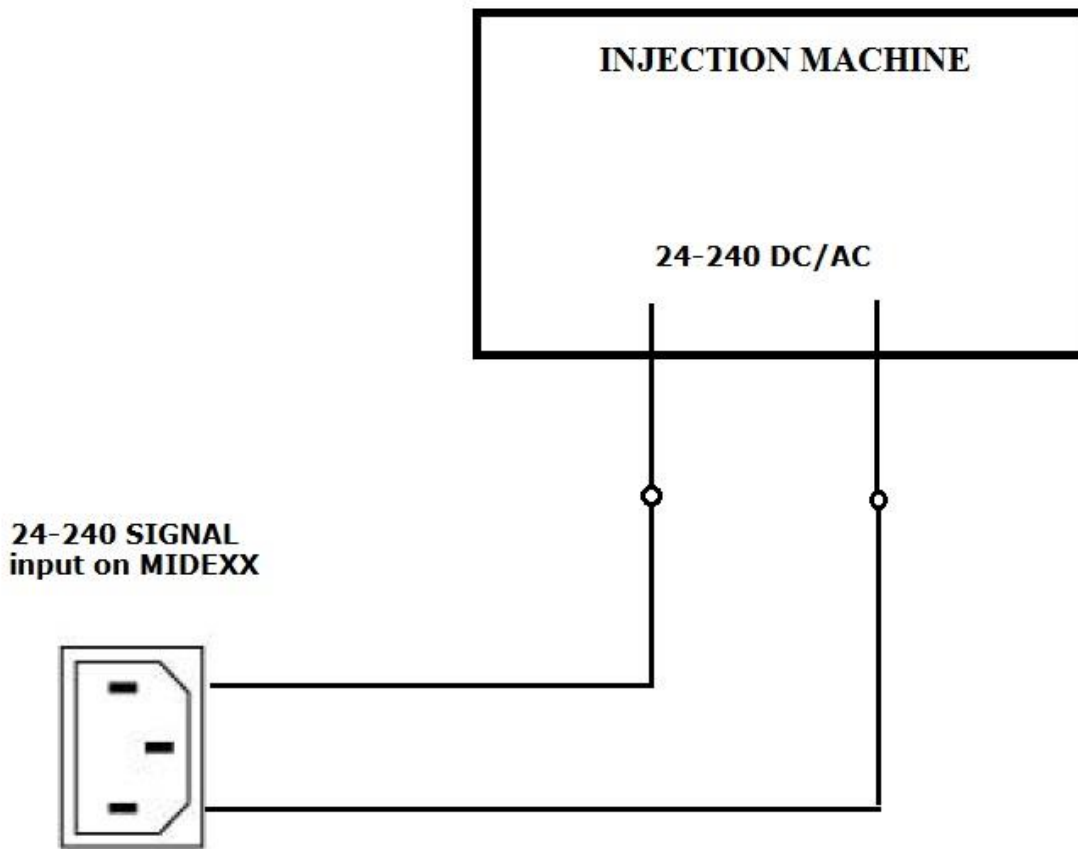 INJECTION MACHINE
24-240 DC/AC
24-240 SIGNAL
input on MIDEXX